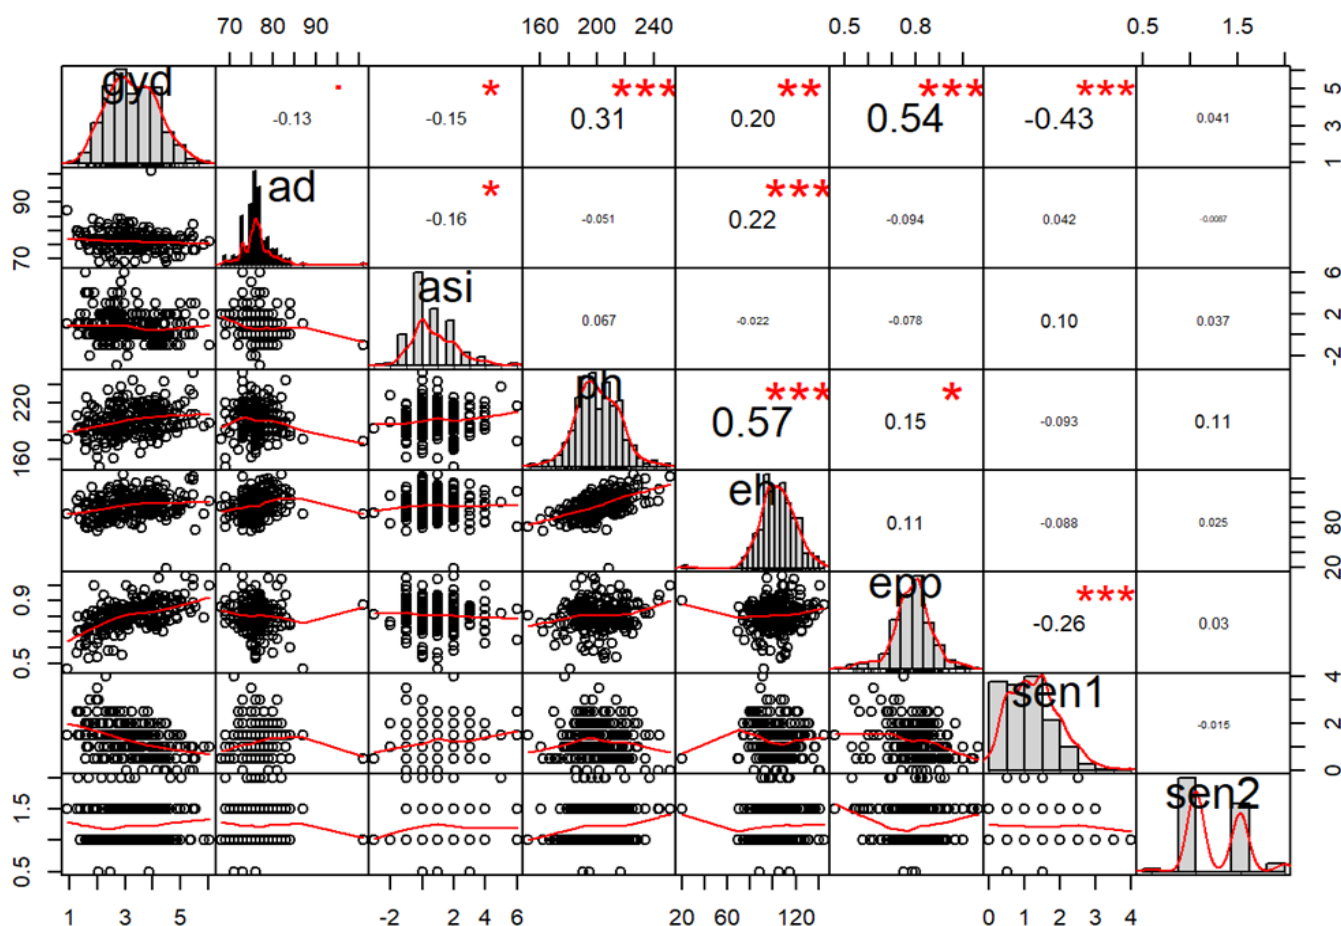 70 80 90 160 200 240 0.5 0.8 0.5 1.5
gyd -0.13 . -0.15 * 0.31 *** 0.20 ** 0.54 *** -0.43 *** 0.041 1 3 5
70 90 ad -0.16 * -0.051 0.22 *** -0.094 0.042 -0.0087
asi 0.067 -0.022 -0.078 0.10 0.037 -2 2 6
160 220 ph 0.57 *** 0.15 * -0.093 0.11
eh 0.11 -0.088 0.025 20 80
0.5 0.9 epp -0.26 *** 0.03
sen1 -0.015 0 2 4
0.5 1.5 sen2
1 3 5 -2 2 6 20 60 120 0 1 2 3 4